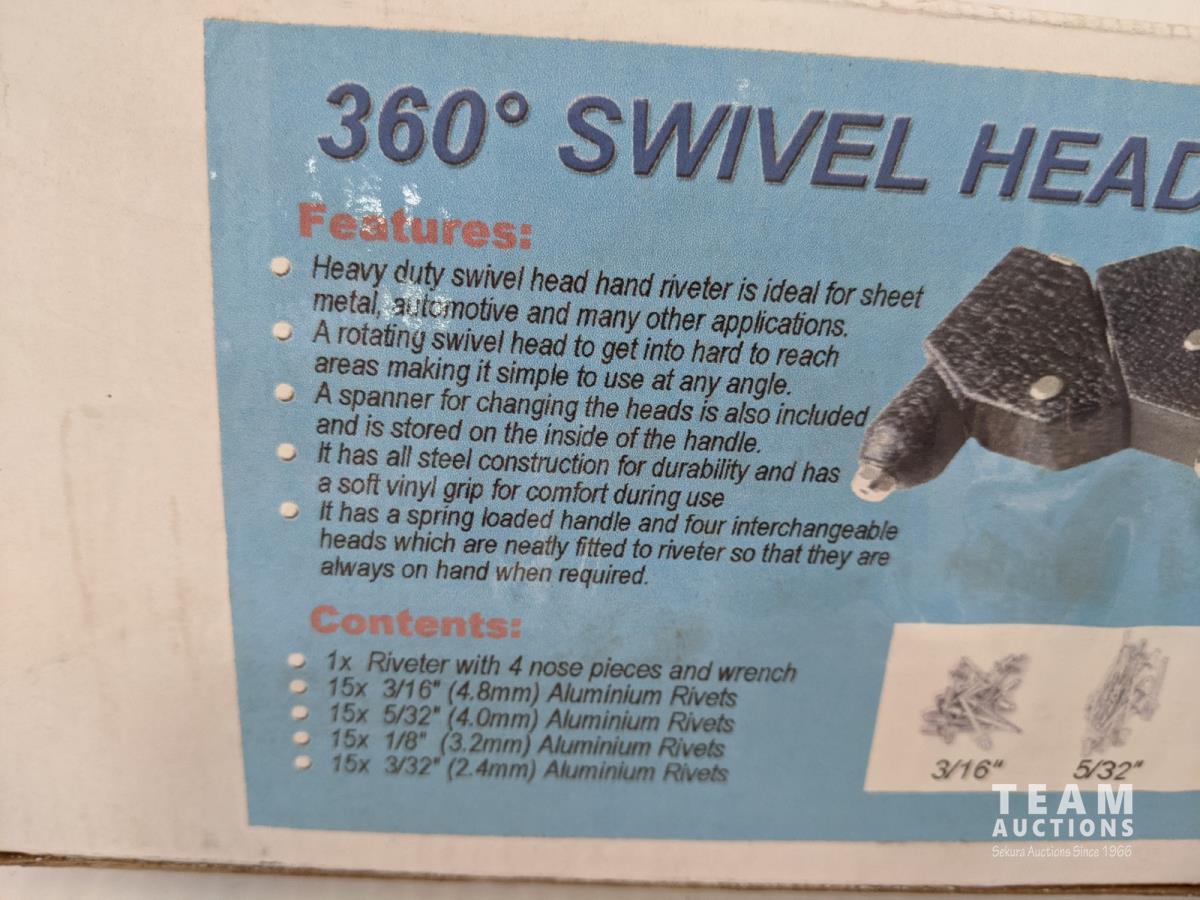 360° SWIVEL HEAD
Features:
Heavy duty swivel head hand riveter is ideal for sheet
metal, automotive and many other applications.
A rotating swivel head to get into hard to reach
areas making it simple to use at any angle.
A spanner for changing the heads is also included
and is stored on the inside of the handle.
It has all steel construction for durability and has
a soft vinyl grip for comfort during use
It has a spring loaded handle and four interchangeable
heads which are neatly fitted to riveter so that they are
always on hand when required.
Contents:
1x Riveter with 4 nose pieces and wrench
15x 3/16" (4.8mm) Aluminium Rivets
15x 5/32" (4.0mm) Aluminium Rivets
15x 1/8" (3.2mm) Aluminium Rivets
15x 3/32" (2.4mm) Aluminium Rivets
3/16" 5/32"
TEAM
AUCTIONS
Sekura Auctions Since 1966